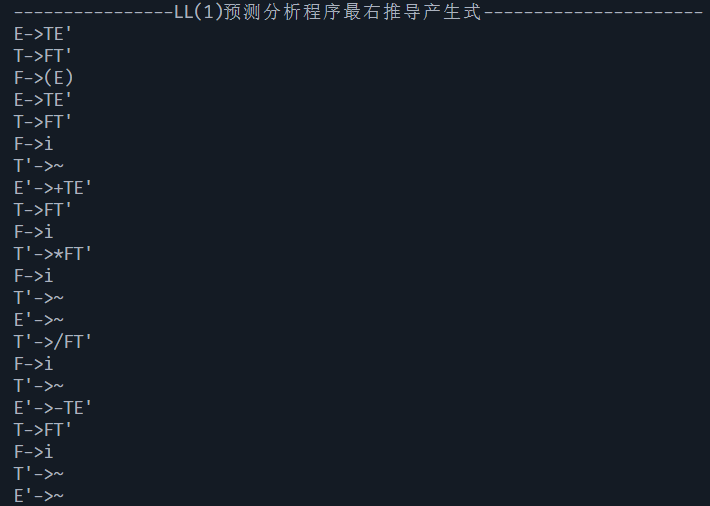 ----------------LL(1)预测分析程序最右推导产生式----------------------
E->TE'
T->FT'
F->(E)
E->TE'
T->FT'
F->i
T'->~
E'->+TE'
T->FT'
F->i
T'->*FT'
F->i
T'->~
E'->~
T'->/FT'
F->i
T'->~
E'->-TE'
T->FT'
F->i
T'->~
E'->~